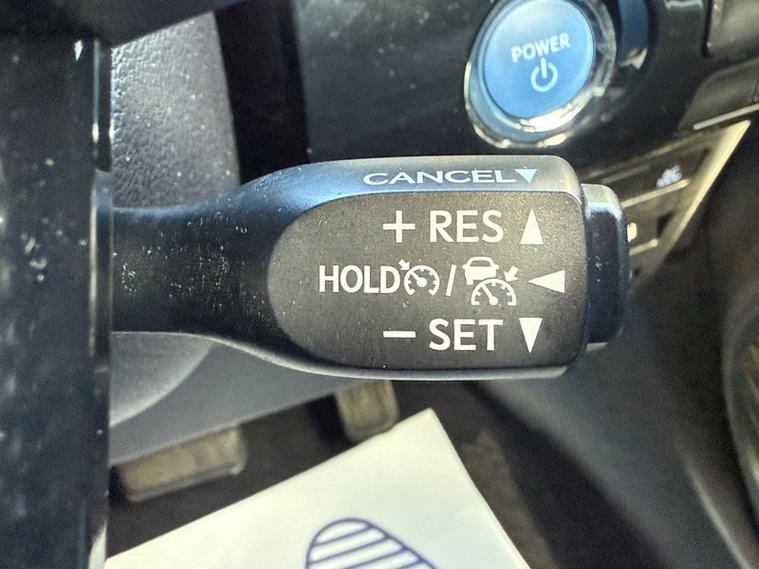 POWER
CANCEL▼
+ RES ▲
HOLD / ◀
− SET ▼